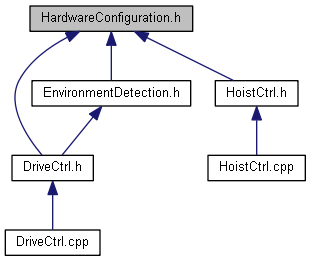 HardwareConfiguration.h
EnvironmentDetection.h
HoistCtrl.h
DriveCtrl.h
HoistCtrl.cpp
DriveCtrl.cpp